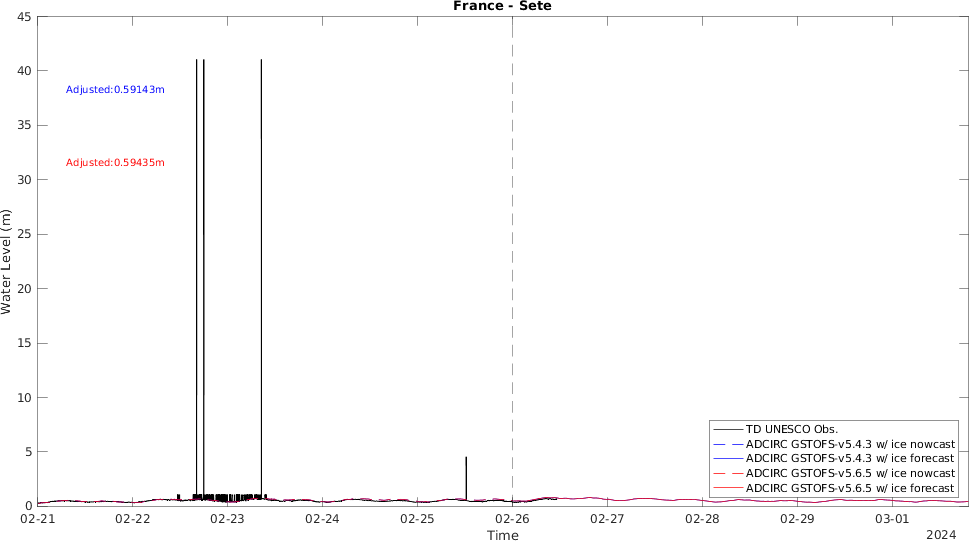 France - Sete
45
40
35
30
25
20
15
10
5
0
Water Level (m)
Adjusted:0.59143m
Adjusted:0.59435m
TD UNESCO Obs.
ADCIRC GSTOFS-v5.4.3 w/ ice nowcast
ADCIRC GSTOFS-v5.4.3 w/ ice forecast
ADCIRC GSTOFS-v5.6.5 w/ ice nowcast
ADCIRC GSTOFS-v5.6.5 w/ ice forecast
02-21 02-22 02-23 02-24 02-25 02-26 02-27 02-28 02-29 03-01
Time
2024